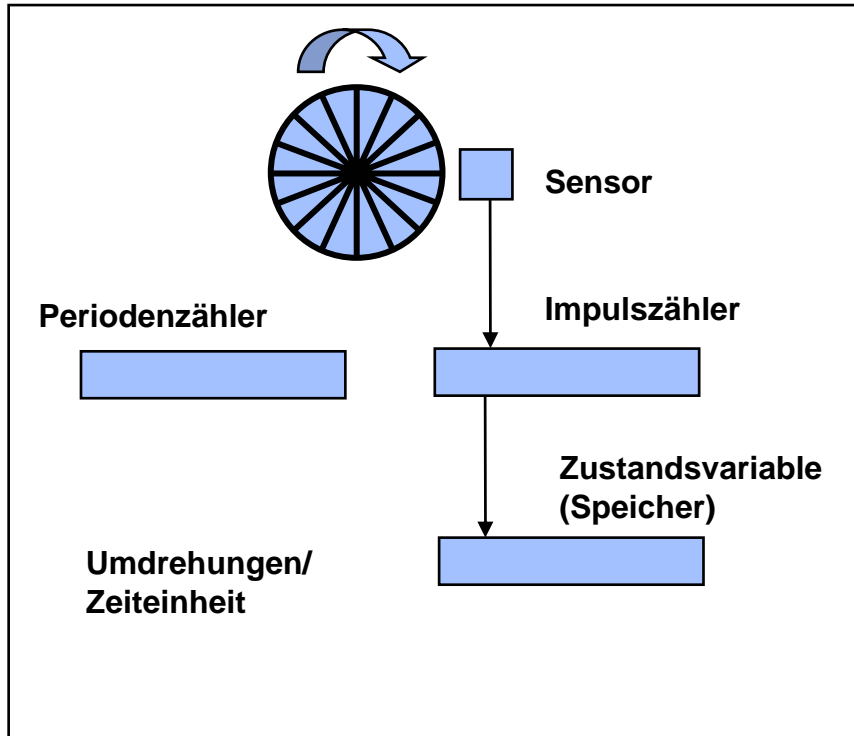 Sensor
Periodenzähler
Impulszähler
Zustandsvariable
(Speicher)
Umdrehungen/
Zeiteinheit